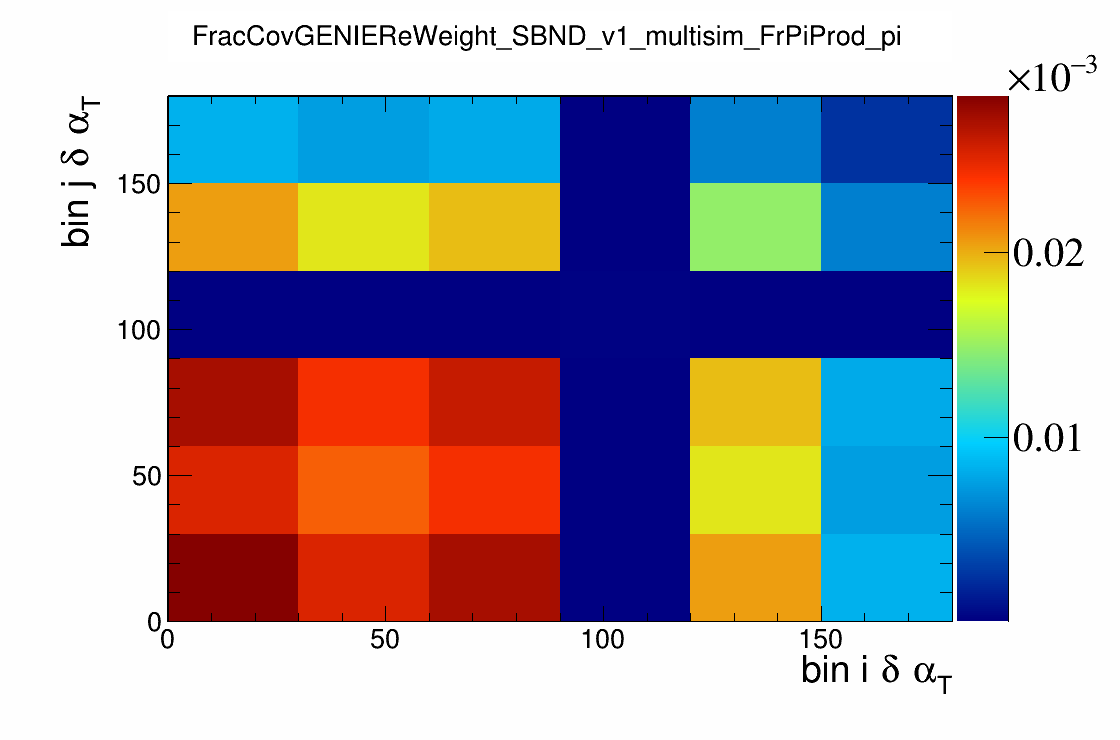 FracCovGENIEReWeight_SBND_v1_multisim_FrPiProd_pi
×10⁻³
bin j δ α_T
150
100
50
0
0.02
0.01
0 50 100 150
bin i δ α_T